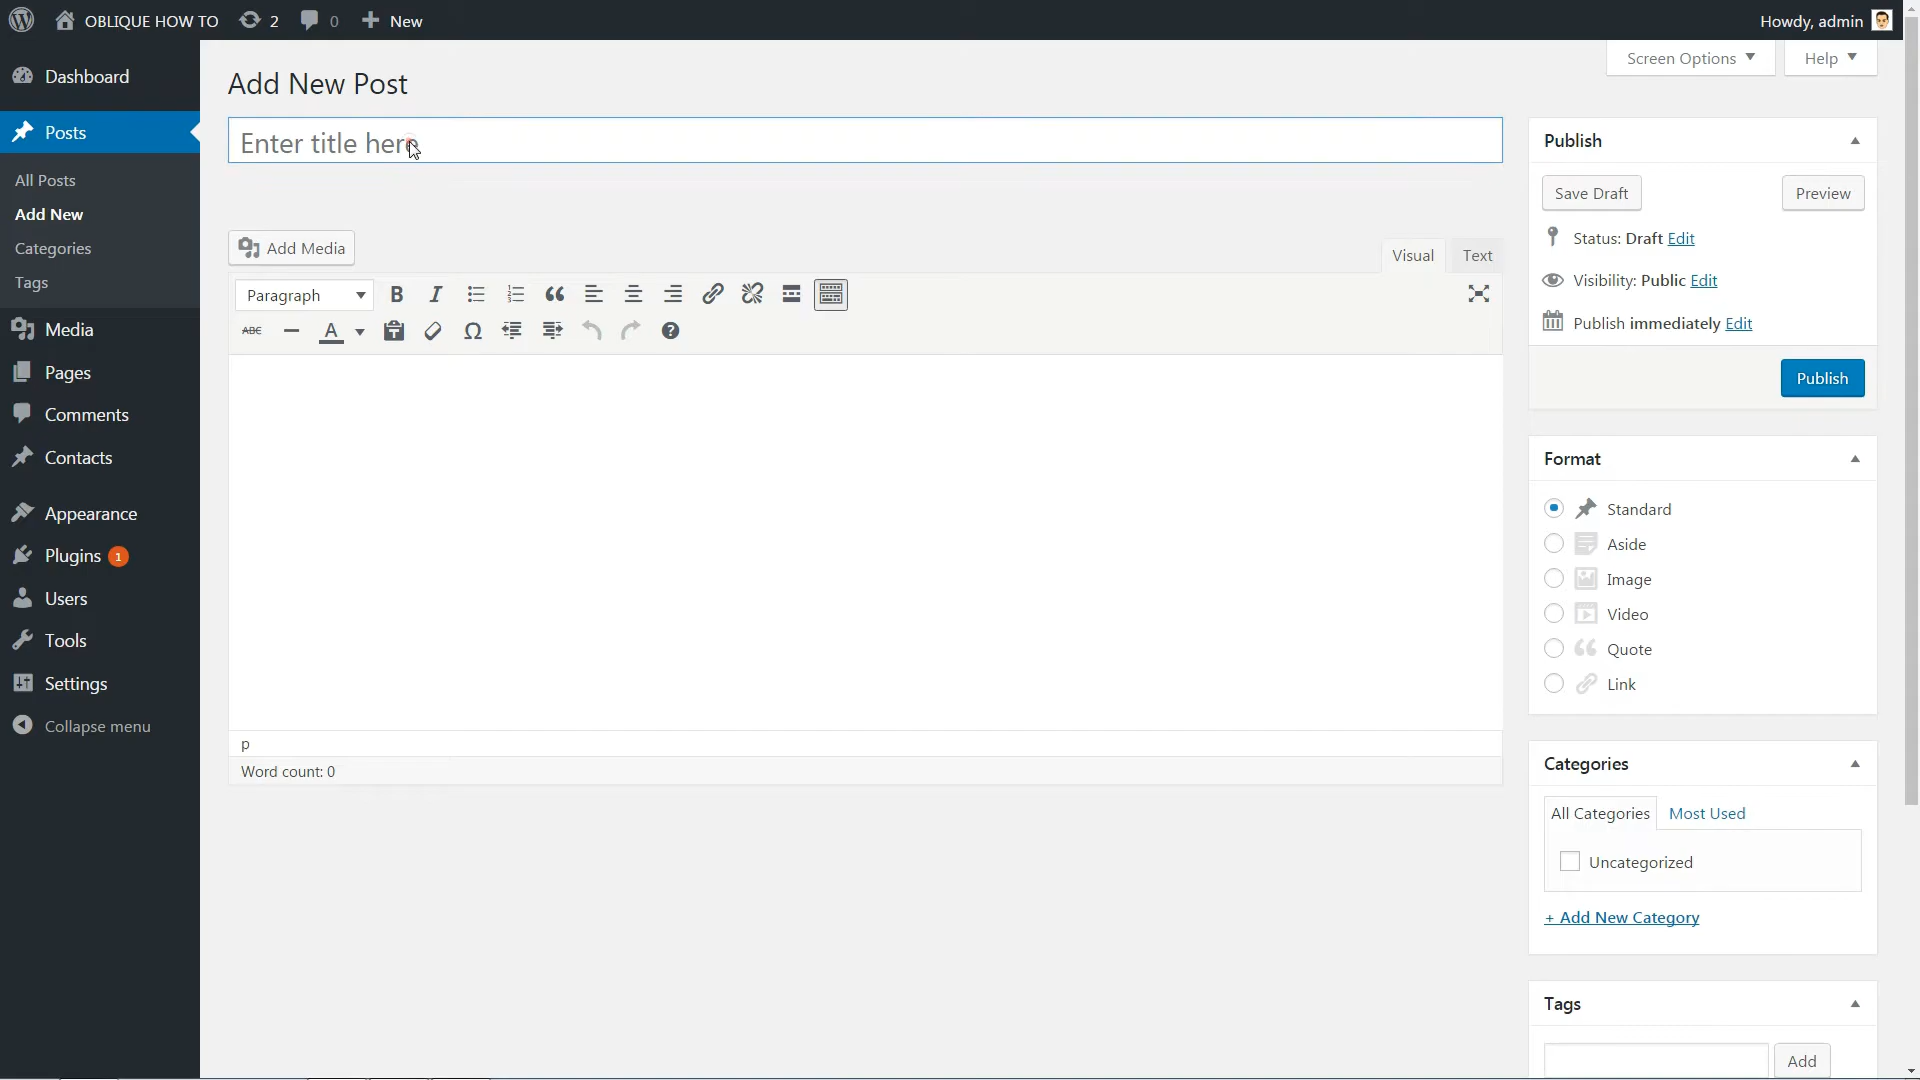 OBLIQUE HOW TO 2 0 New Howdy, admin
Screen Options Help
Dashboard
Posts
All Posts
Add New
Categories
Tags
Media
Pages
Comments
Contacts
Appearance
Plugins 1
Users
Tools
Settings
Collapse menu
Add New Post
Enter title here
Add Media
Visual Text
Paragraph B I
ABC A Ω ?
p
Word count: 0
Publish
Save Draft Preview
Status: Draft Edit
Visibility: Public Edit
Publish immediately Edit
Publish
Format
Standard
Aside
Image
Video
Quote
Link
Categories
All Categories Most Used
Uncategorized
+ Add New Category
Tags
Add